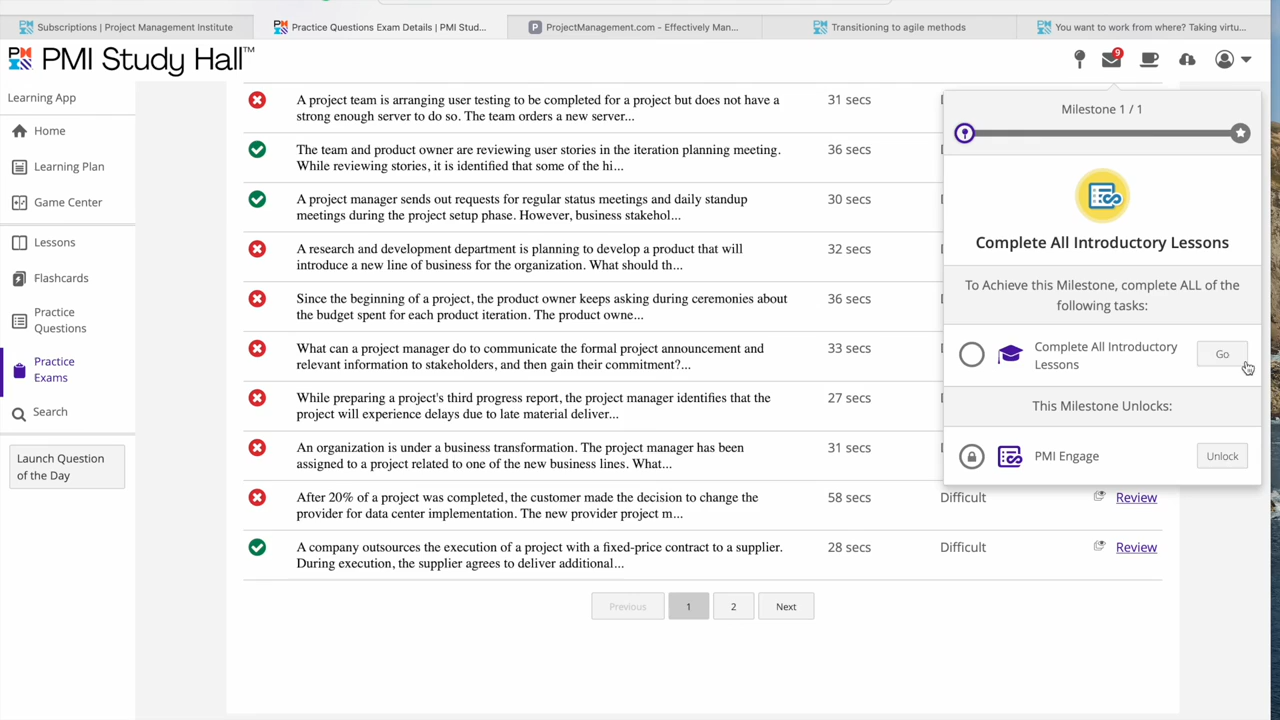 Subscriptions | Project Management Institute
Practice Questions Exam Details | PMI Stud...
ProjectManagement.com - Effectively Man...
Transitioning to agile methods
You want to work from where? Taking virtu...
PMI Study Hall™
9
Learning App
Home
Learning Plan
Game Center
Lessons
Flashcards
Practice
Questions
Practice
Exams
Search
Launch Question
of the Day
A project team is arranging user testing to be completed for a project but does not have a
strong enough server to do so. The team orders a new server...
31 secs
The team and product owner are reviewing user stories in the iteration planning meeting.
While reviewing stories, it is identified that some of the hi...
36 secs
A project manager sends out requests for regular status meetings and daily standup
meetings during the project setup phase. However, business stakehol...
30 secs
A research and development department is planning to develop a product that will
introduce a new line of business for the organization. What should th...
32 secs
Since the beginning of a project, the product owner keeps asking during ceremonies about
the budget spent for each product iteration. The product owne...
36 secs
What can a project manager do to communicate the formal project announcement and
relevant information to stakeholders, and then gain their commitment?...
33 secs
While preparing a project's third progress report, the project manager identifies that the
project will experience delays due to late material deliver...
27 secs
An organization is under a business transformation. The project manager has been
assigned to a project related to one of the new business lines. What...
31 secs
After 20% of a project was completed, the customer made the decision to change the
provider for data center implementation. The new provider project m...
58 secs
Difficult
Review
A company outsources the execution of a project with a fixed-price contract to a supplier.
During execution, the supplier agrees to deliver additional...
28 secs
Difficult
Review
Previous
1
2
Next
Milestone 1 / 1
Complete All Introductory Lessons
To Achieve this Milestone, complete ALL of the
following tasks:
Complete All Introductory
Lessons
Go
This Milestone Unlocks:
PMI Engage
Unlock